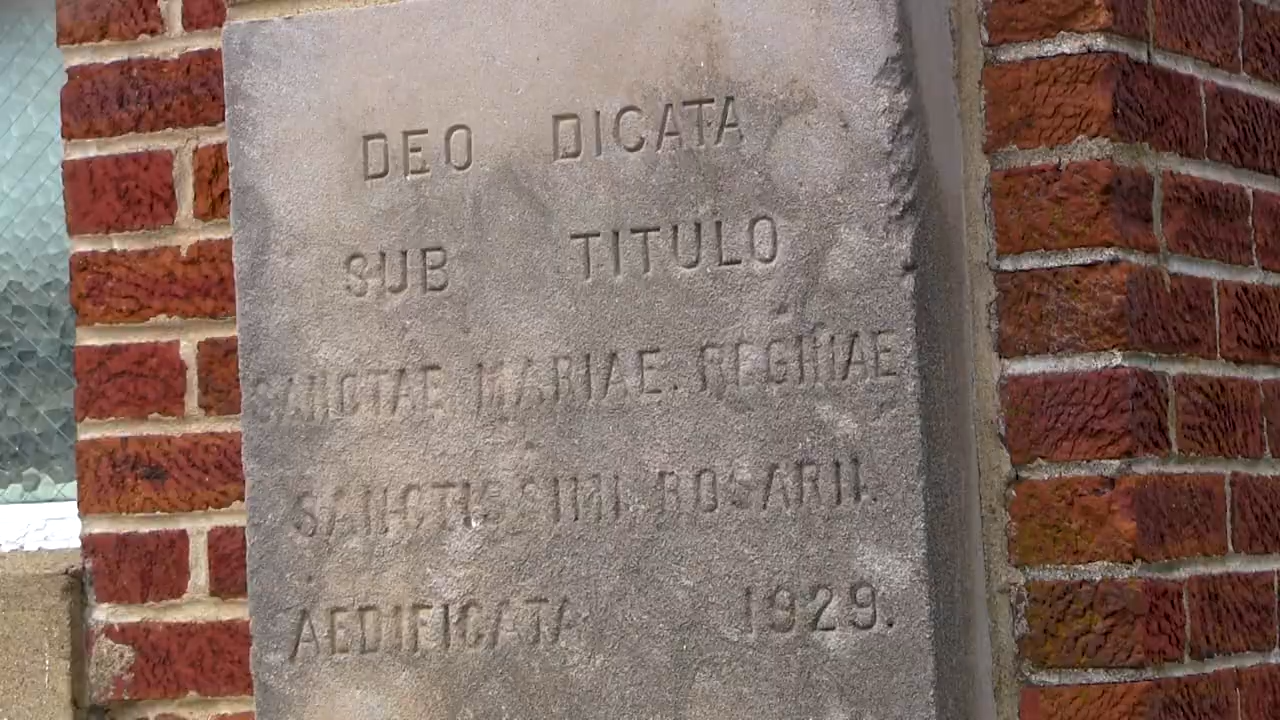 DEO DICATA
SUB TITULO
SANCTAE MARIAE REGINAE
SANCTISSIMI ROSARII.
AEDIFICATA 1929.